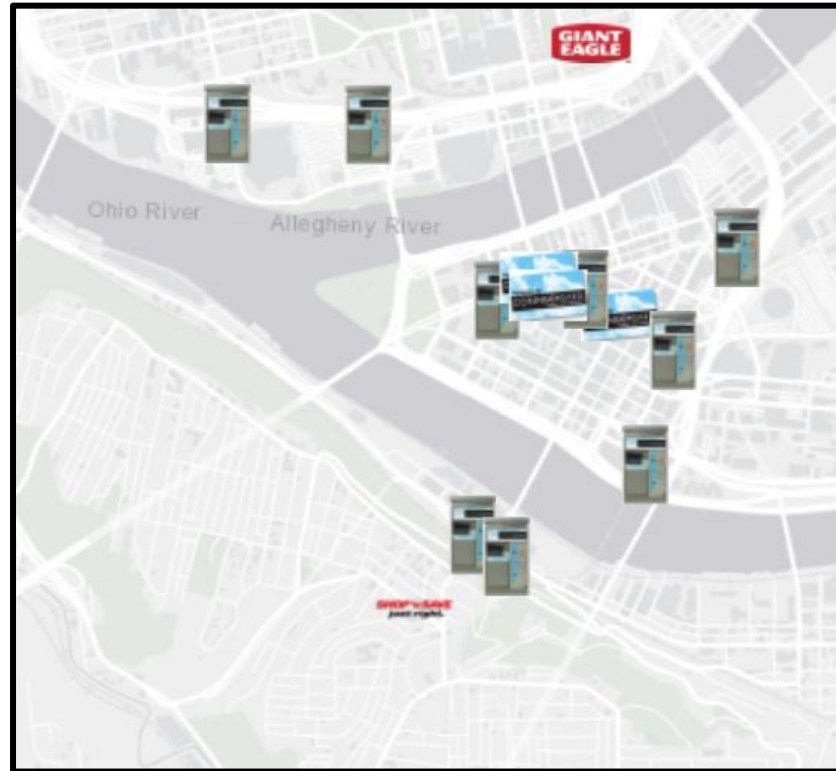 GIANT
EAGLE
Ohio River
Allegheny River
SHOP 'n SAVE
just right.